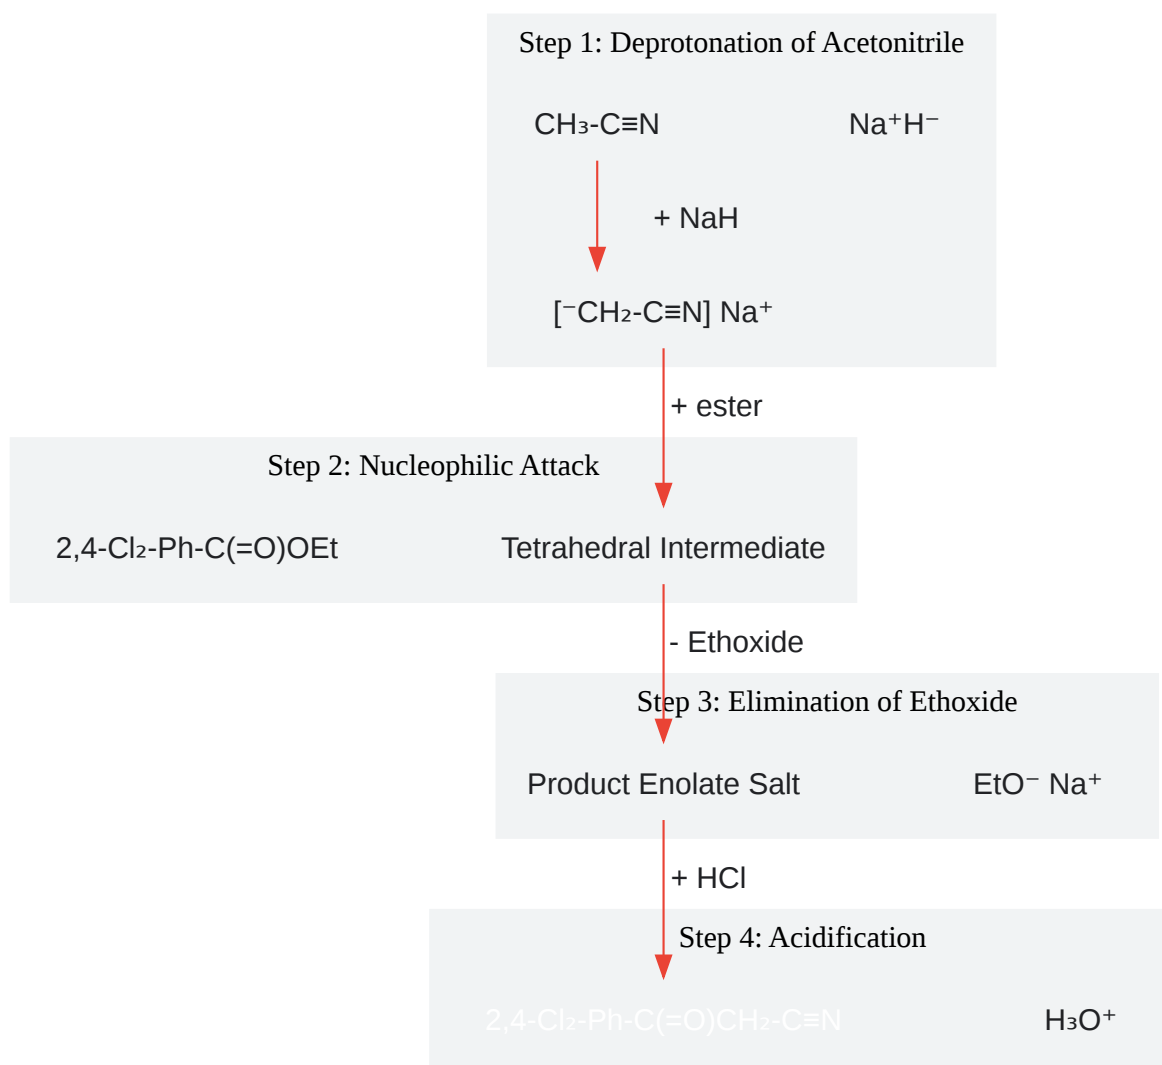 Step 1: Deprotonation of Acetonitrile
CH₃-C≡N
Na⁺H⁻
+ NaH
[⁻CH₂-C≡N] Na⁺
+ ester
Step 2: Nucleophilic Attack
2,4-Cl₂-Ph-C(=O)OEt
Tetrahedral Intermediate
- Ethoxide
Step 3: Elimination of Ethoxide
Product Enolate Salt
EtO⁻ Na⁺
+ HCl
Step 4: Acidification
2,4-Cl₂-Ph-C(=O)CH₂-C≡N
H₃O⁺